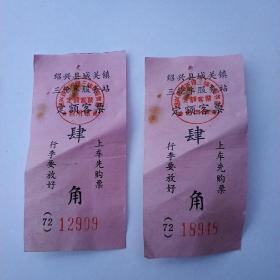 绍兴县城关镇
三轮车服务站
定额客票
肆
角
上车先购票
行李要放好
(72)
12909
绍兴县城关镇
三轮车服务站
定额客票
肆
角
上车先购票
行李要放好
(72)
18948